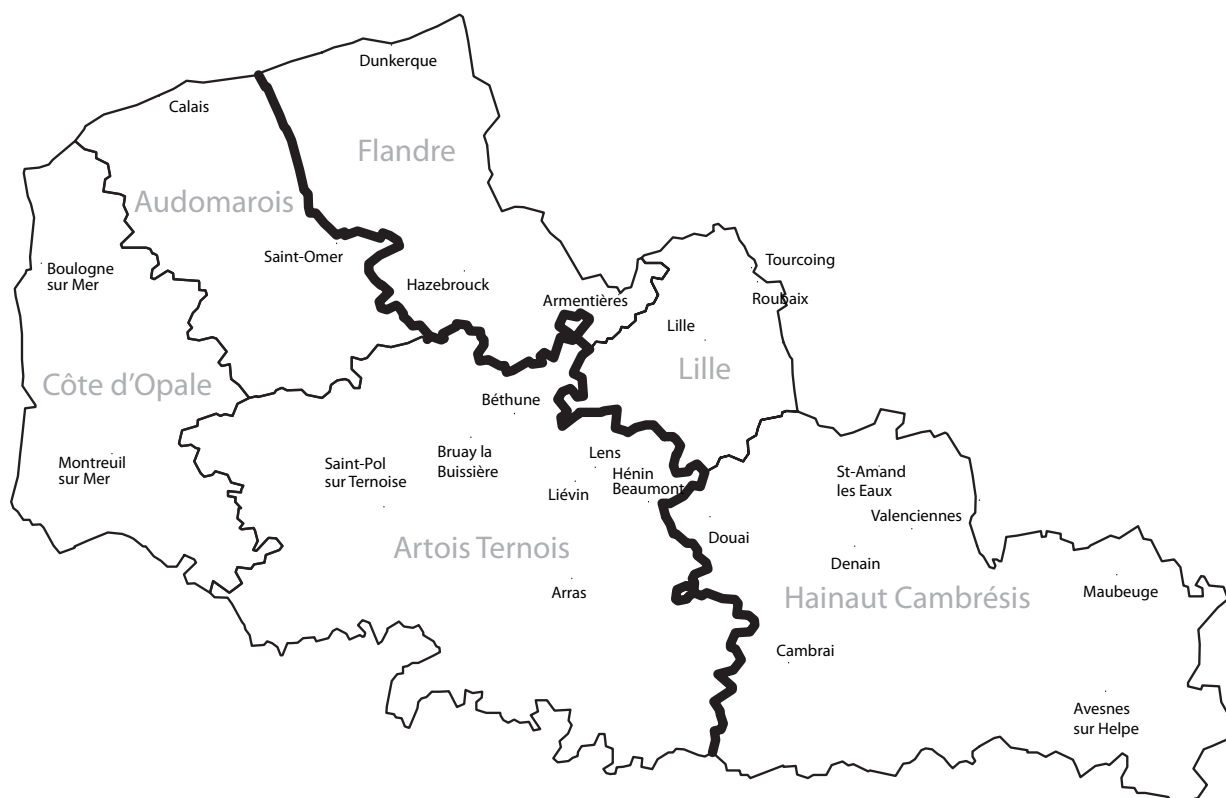 Dunkerque
Calais
Flandre
Audomarois
Saint-Omer
Tourcoing
Boulogne
sur Mer
Hazebrouck
Armentières
Roubaix
Lille
Lille
Côte d'Opale
Béthune
Montreuil
sur Mer
Saint-Pol
sur Ternoise
Bruay la
Buissière
Lens
Hénin
Beaumont
Liévin
St-Amand
les Eaux
Valenciennes
Douai
Artois Ternois
Denain
Arras
Hainaut Cambrésis
Maubeuge
Cambrai
Avesnes
sur Helpe